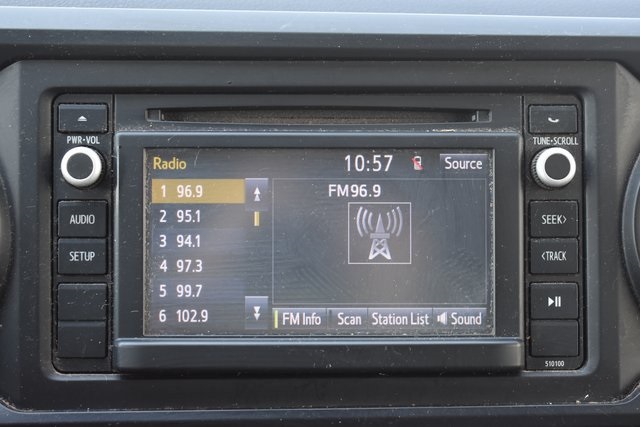 PWR•VOL
AUDIO
SETUP
Radio
10:57
Source
1 96.9
2 95.1
3 94.1
4 97.3
5 99.7
6 102.9
FM96.9
FM Info
Scan
Station List
Sound
TUNE•SCROLL
SEEK>
<TRACK
510100